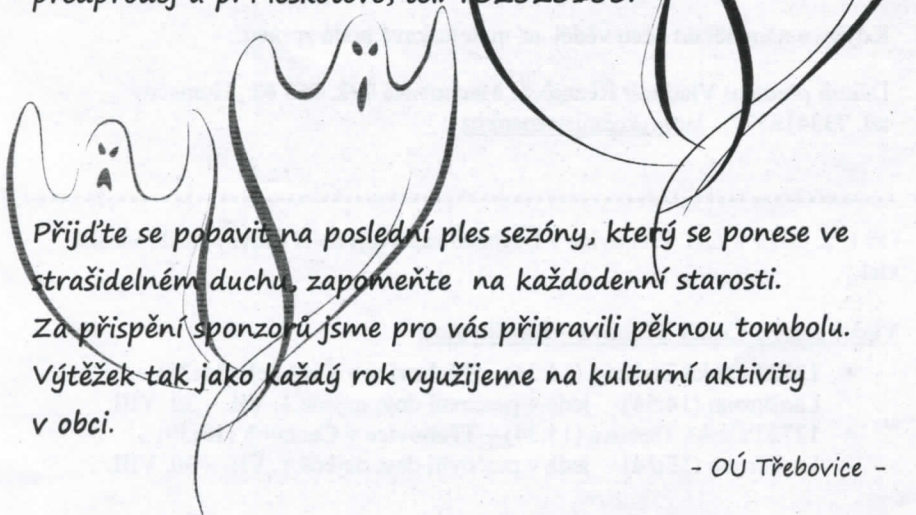 Přijďte se pobavit na poslední ples sezóny, který se ponese ve
strašidelném duchu, zapomeňte na každodenní starosti.
Za přispění sponzorů jsme pro vás připravili pěknou tombolu.
Výtěžek tak jako každý rok využijeme na kulturní aktivity
v obci.
- OÚ Třebovice -